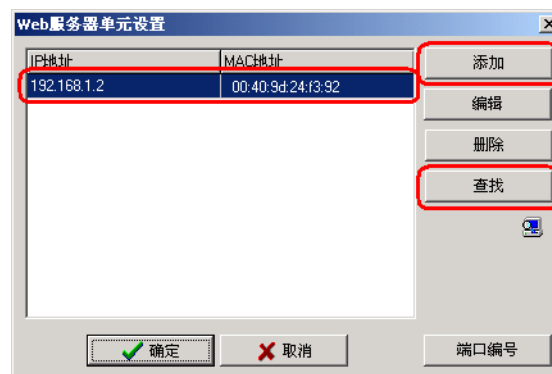 Web服务器单元设置
IP地址 MAC地址
192.168.1.2 00:40:9d:24:f3:92
添加
编辑
删除
查找
确定 取消 端口编号